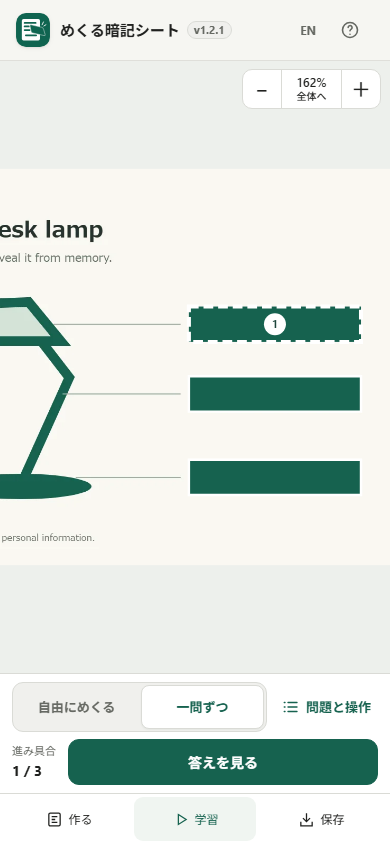 めくる暗記シート v1.2.1 EN
− 162% 全体へ +
esk lamp
veal it from memory.
1
personal information.
自由にめくる 一問ずつ 問題と操作
進み具合
1 / 3
答えを見る
作る 学習 保存